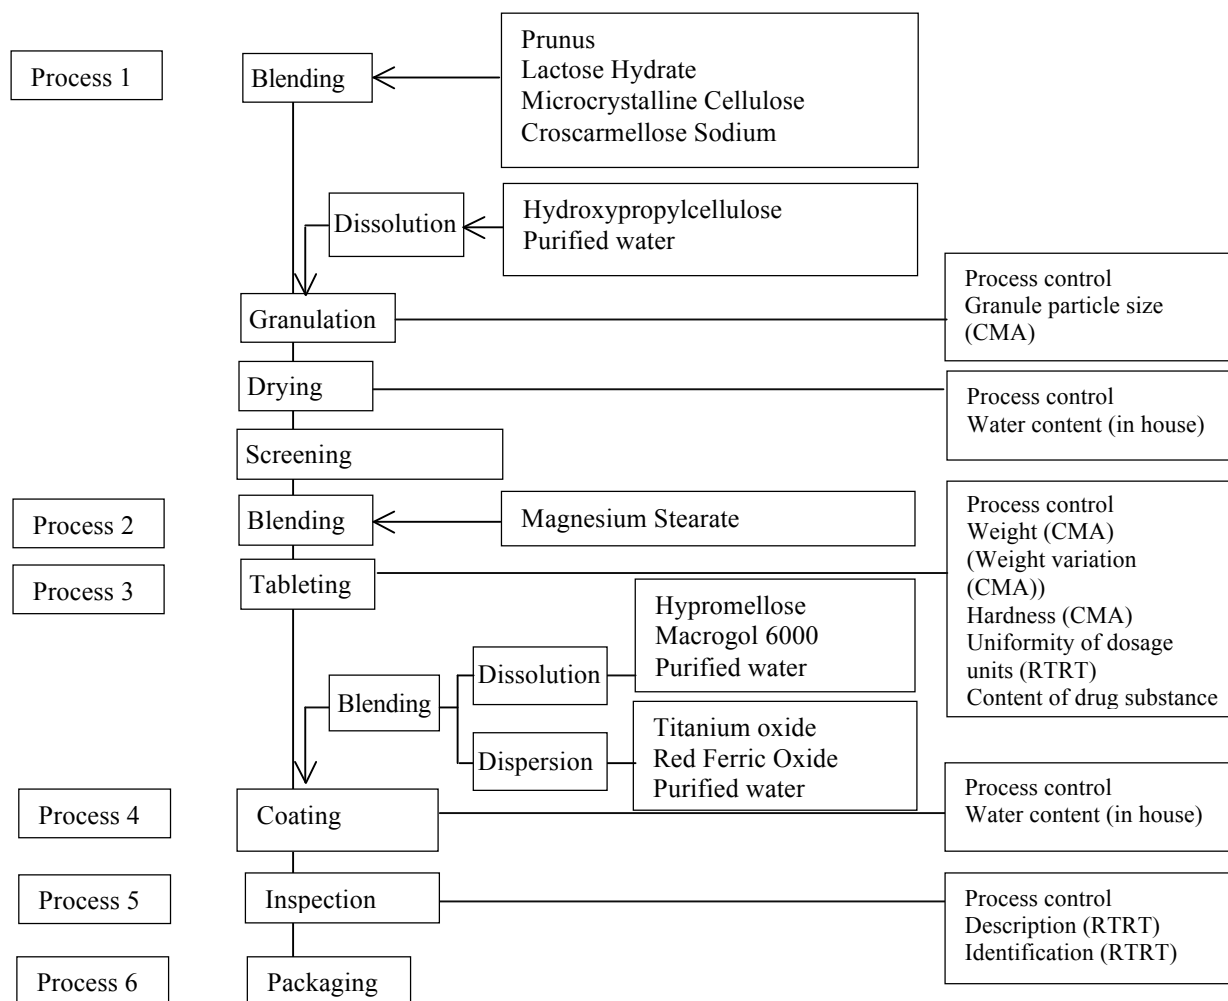 Process 1
Blending
Prunus
Lactose Hydrate
Microcrystalline Cellulose
Croscarmellose Sodium
Dissolution
Hydroxypropylcellulose
Purified water
Granulation
Process control
Granule particle size
(CMA)
Drying
Process control
Water content (in house)
Screening
Process 2
Blending
Magnesium Stearate
Process 3
Tableting
Process control
Weight (CMA)
(Weight variation
(CMA))
Hardness (CMA)
Uniformity of dosage
units (RTRT)
Content of drug substance
Blending
Dissolution
Hypromellose
Macrogol 6000
Purified water
Dispersion
Titanium oxide
Red Ferric Oxide
Purified water
Process 4
Coating
Process control
Water content (in house)
Process 5
Inspection
Process control
Description (RTRT)
Identification (RTRT)
Process 6
Packaging